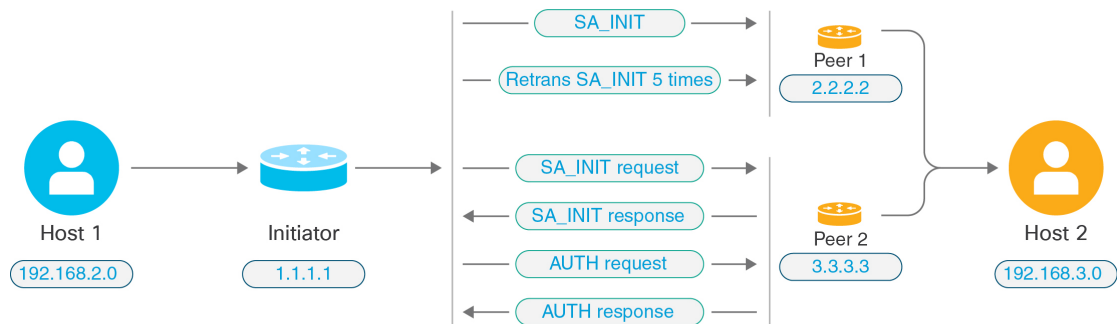 SA_INIT
Retrans SA_INIT 5 times
Peer 1
2.2.2.2
Host 1
192.168.2.0
Initiator
1.1.1.1
SA_INIT request
SA_INIT response
AUTH request
AUTH response
Peer 2
3.3.3.3
Host 2
192.168.3.0